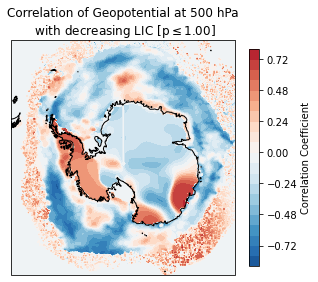 Correlation of Geopotential at 500 hPa
with decreasing LIC [p ≤ 1.00]
0.72
0.48
0.24
0.00
−0.24
−0.48
−0.72
Correlation Coefficient